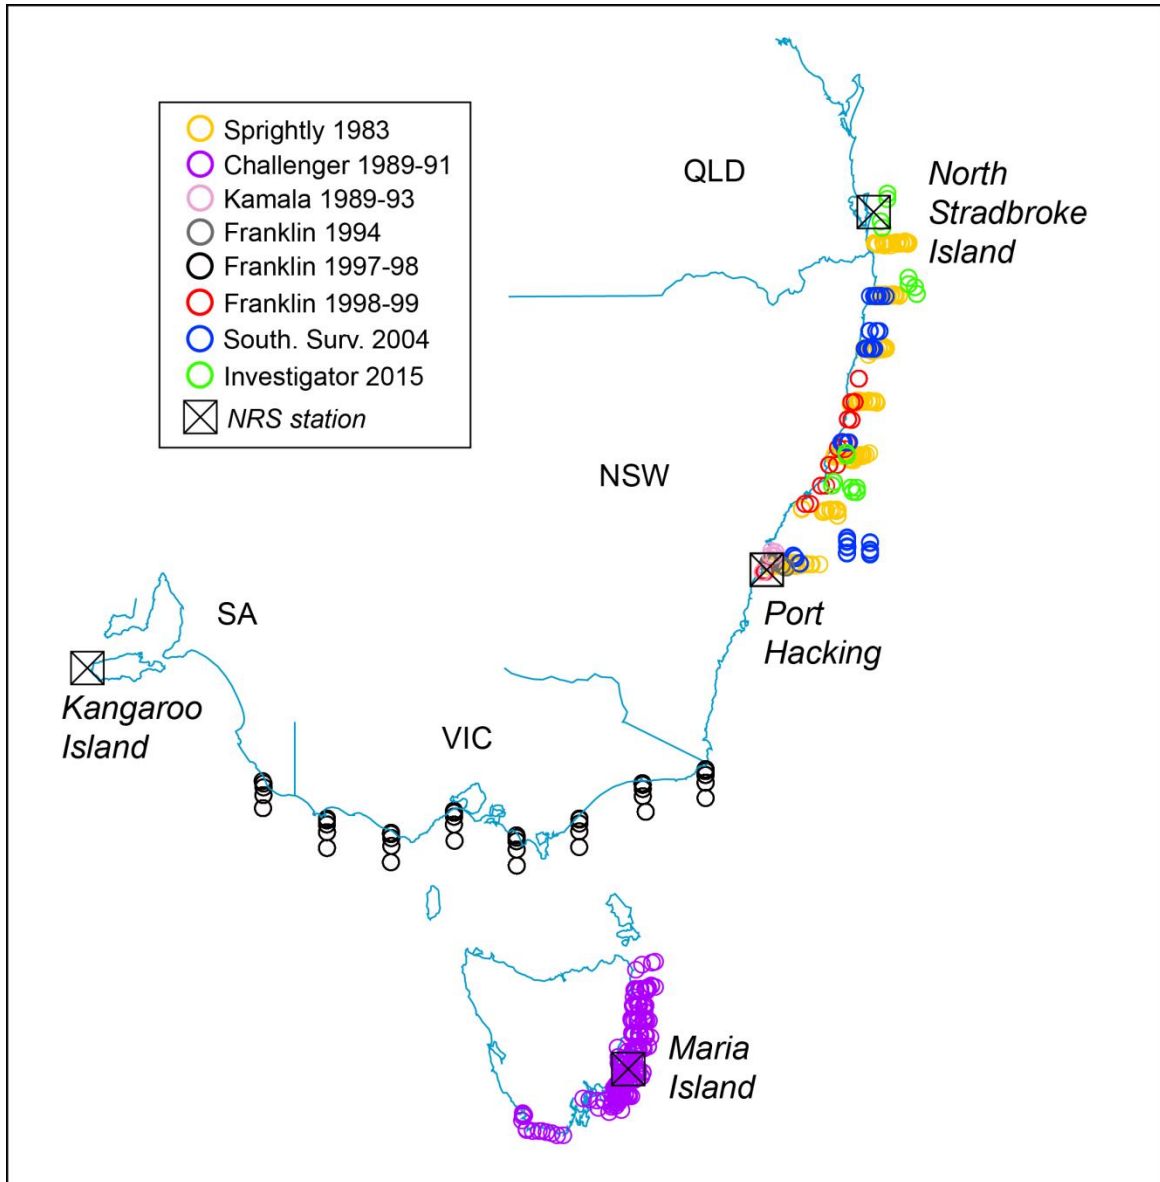 Sprightly 1983
Challenger 1989-91
Kamala 1989-93
Franklin 1994
Franklin 1997-98
Franklin 1998-99
South. Surv. 2004
Investigator 2015
NRS station
QLD
North
Stradbroke
Island
NSW
Port
Hacking
SA
Kangaroo
Island
VIC
Maria
Island